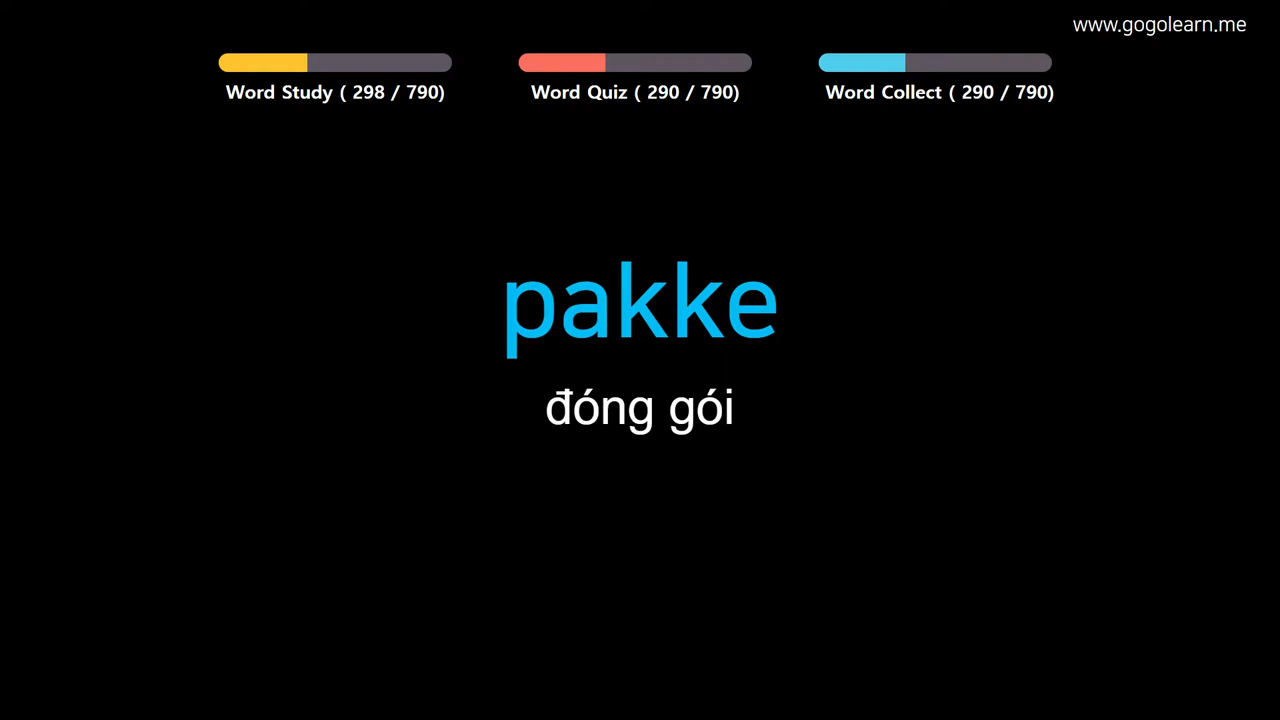 www.gogolearn.me
Word Study ( 298 / 790)
Word Quiz ( 290 / 790)
Word Collect ( 290 / 790)
pakke
đóng gói